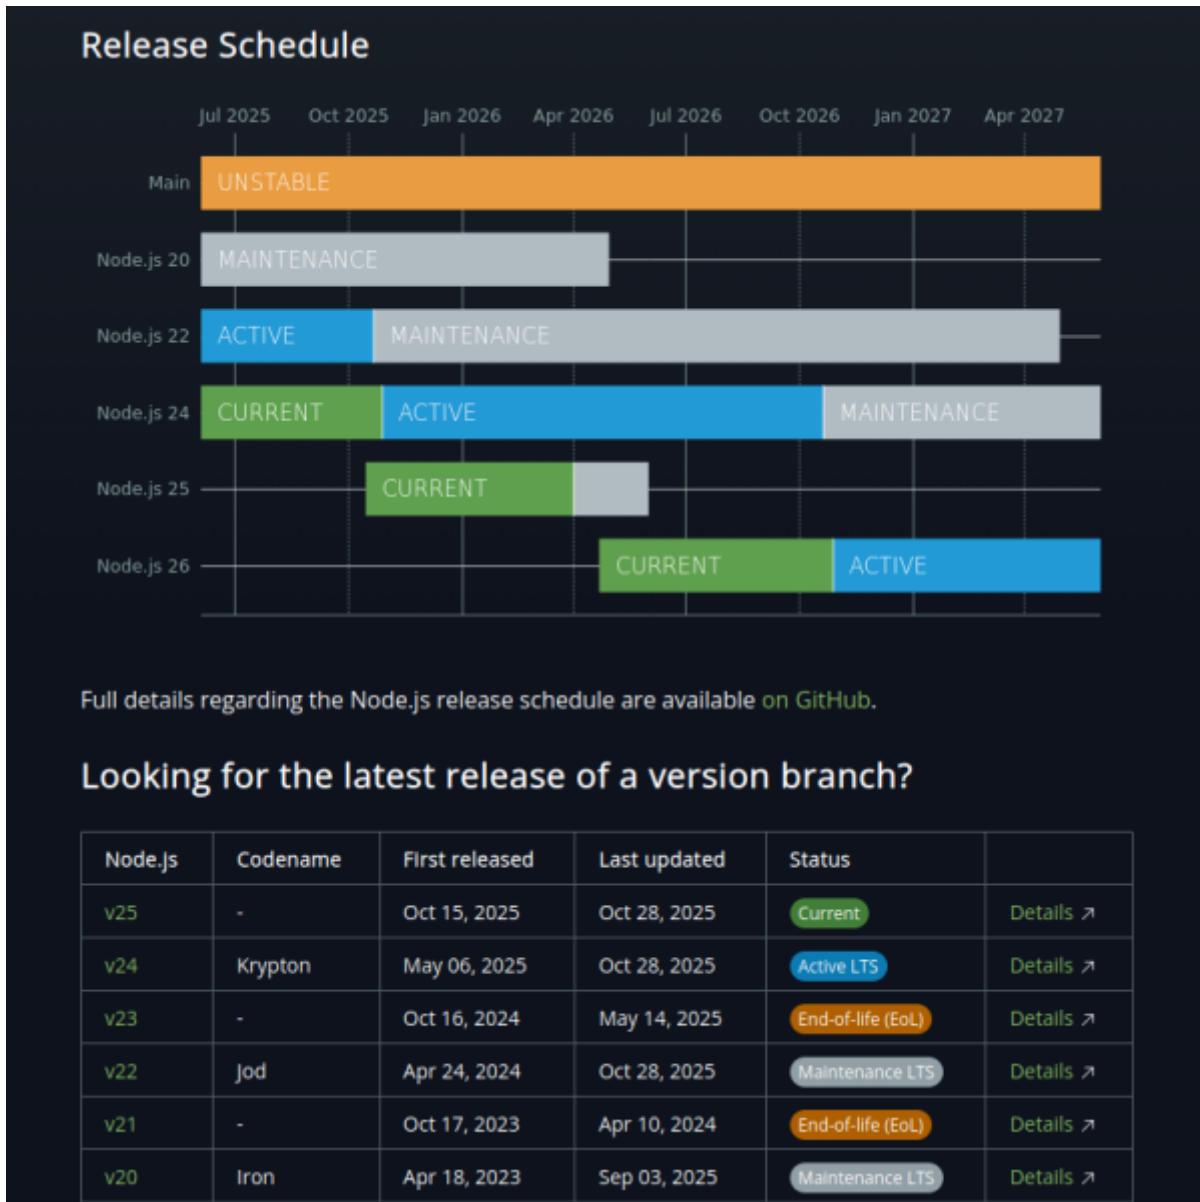 Release Schedule
Jul 2025 Oct 2025 Jan 2026 Apr 2026 Jul 2026 Oct 2026 Jan 2027 Apr 2027
Main UNSTABLE
Node.js 20 MAINTENANCE
Node.js 22 ACTIVE MAINTENANCE
Node.js 24 CURRENT ACTIVE MAINTENANCE
Node.js 25 CURRENT
Node.js 26 CURRENT ACTIVE
Full details regarding the Node.js release schedule are available on GitHub.
Looking for the latest release of a version branch?
Node.js Codename First released Last updated Status
v25 - Oct 15, 2025 Oct 28, 2025 Current Details ↗
v24 Krypton May 06, 2025 Oct 28, 2025 Active LTS Details ↗
v23 - Oct 16, 2024 May 14, 2025 End-of-life (EoL) Details ↗
v22 Jod Apr 24, 2024 Oct 28, 2025 Maintenance LTS Details ↗
v21 - Oct 17, 2023 Apr 10, 2024 End-of-life (EoL) Details ↗
v20 Iron Apr 18, 2023 Sep 03, 2025 Maintenance LTS Details ↗